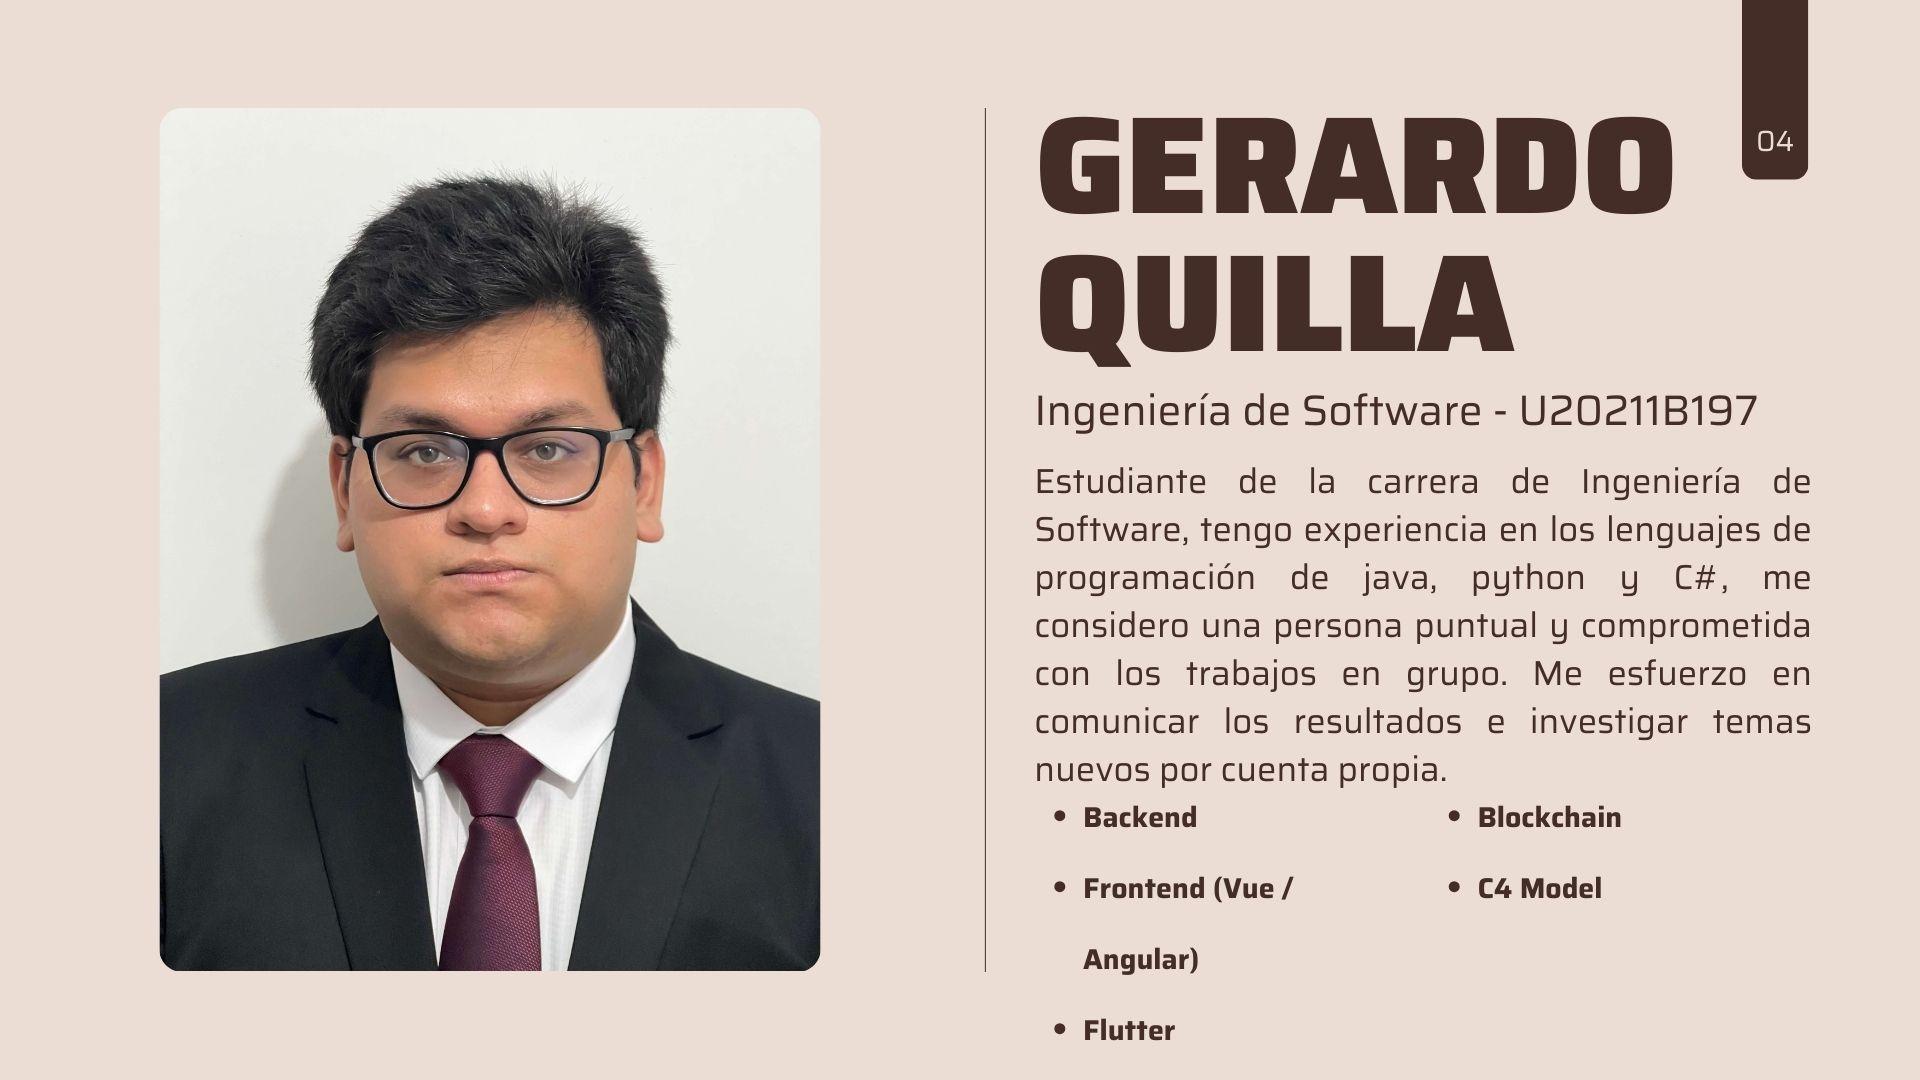 04
GERARDO
QUILLA
Ingeniería de Software - U20211B197
Estudiante de la carrera de Ingeniería de
Software, tengo experiencia en los lenguajes de
programación de java, python y C#, me
considero una persona puntual y comprometida
con los trabajos en grupo. Me esfuerzo en
comunicar los resultados e investigar temas
nuevos por cuenta propia.
• Backend
• Frontend (Vue /
Angular)
• Flutter
• Blockchain
• C4 Model